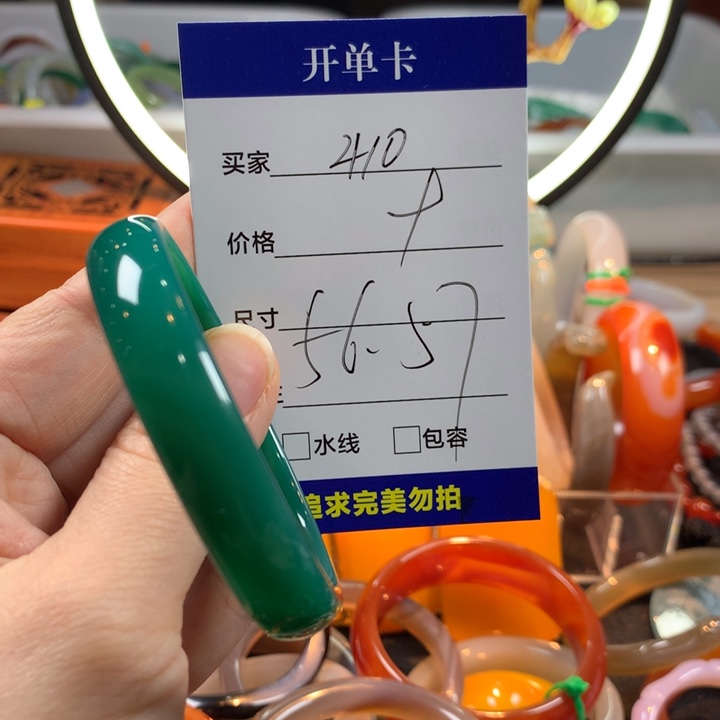 开单卡
买家 410
价格
尺寸 56.57
水线 包容
追求完美勿拍